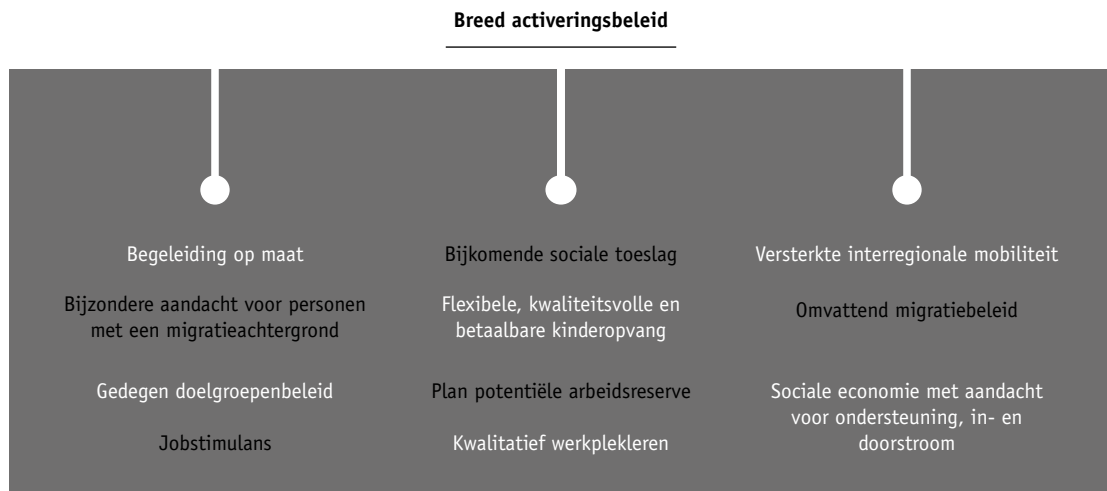 Breed activeringsbeleid
Begeleiding op maat
Bijzondere aandacht voor personen
met een migratieachtergrond
Gedegen doelgroepenbeleid
Jobstimulans
Bijkomende sociale toeslag
Flexibele, kwaliteitsvolle en
betaalbare kinderopvang
Plan potentiële arbeidsreserve
Kwalitatief werkplekleren
Versterkte interregionale mobiliteit
Omvattend migratiebeleid
Sociale economie met aandacht
voor ondersteuning, in- en
doorstroom